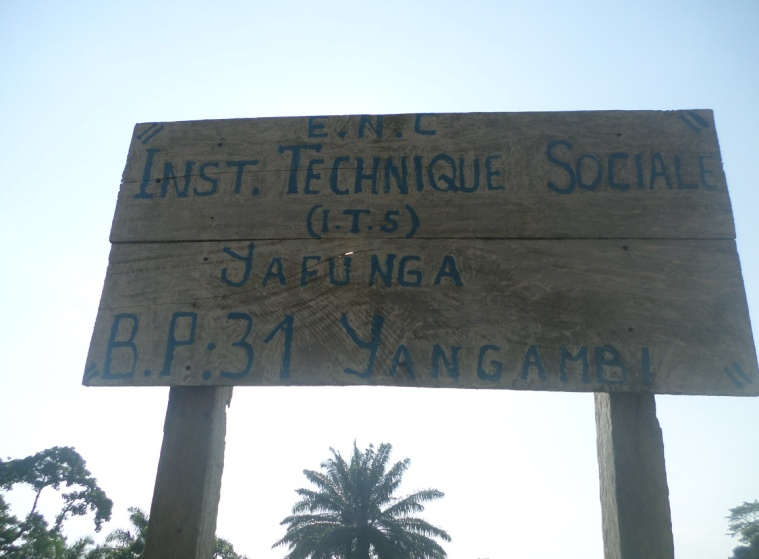 E.N.C
INST. TECHNIQUE SOCIALE
(I.T.S)
YAFUNGA
B.P.:31 YANGAMBI